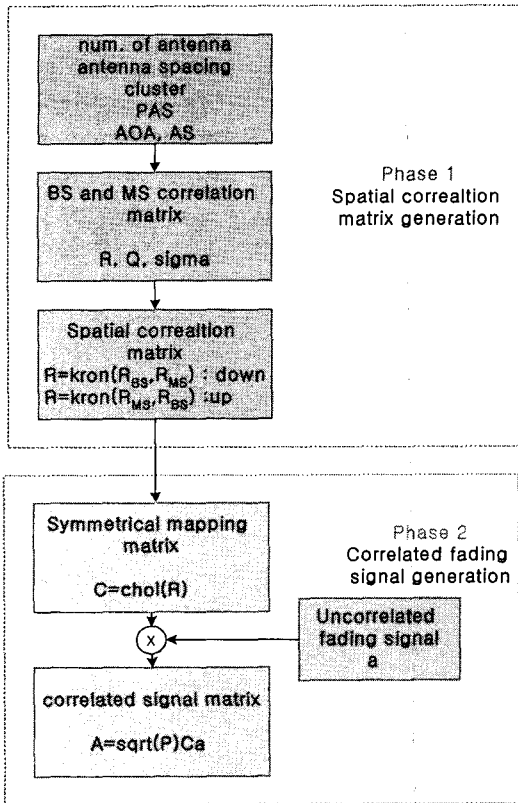 num. of antenna
antenna spacing
cluster
PAS
AOA, AS
BS and MS correlation
matrix
R, Q, sigma
Phase 1
Spatial correaltion
matrix generation
Spatial correaltion
matrix
R=kron(R_BS,R_MS) : down
R=kron(R_MS,R_BS) :up
Symmetrical mapping
matrix
C=chol(R)
Phase 2
Correlated fading
signal generation
x
Uncorrelated
fading signal
a
correlated signal matrix
A=sqrt(P)Ca